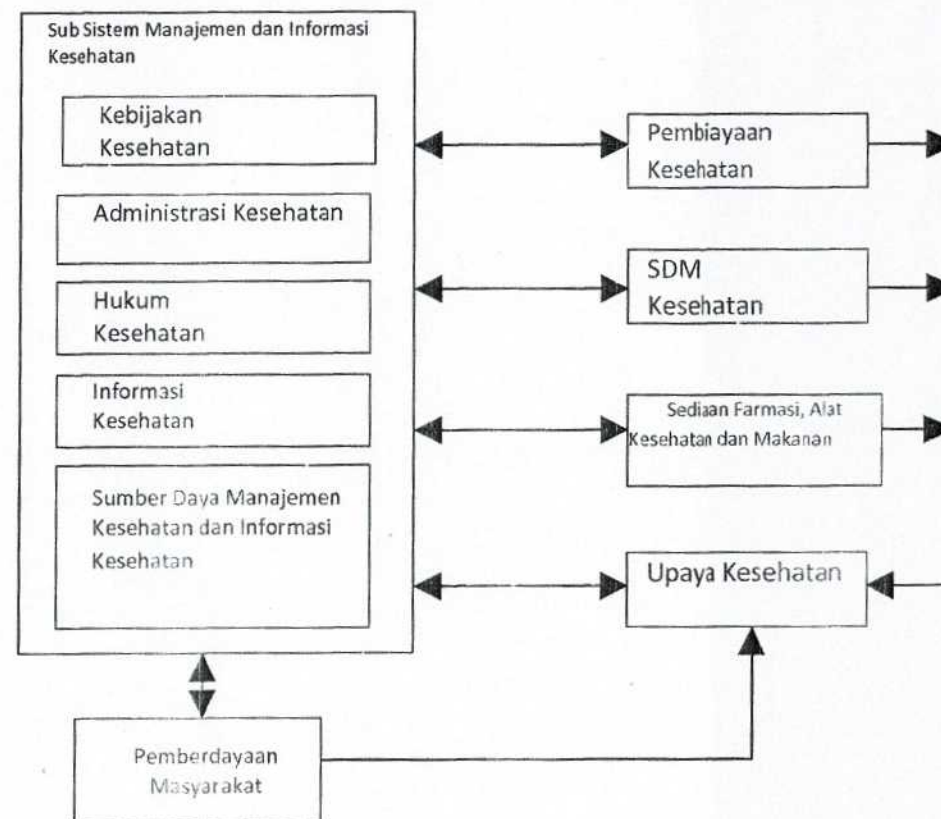 Sub Sistem Manajemen dan Informasi
Kesehatan
Kebijakan
Kesehatan
Administrasi Kesehatan
Hukum
Kesehatan
Informasi
Kesehatan
Sumber Daya Manajemen
Kesehatan dan Informasi
Kesehatan
Pembiayaan
Kesehatan
SDM
Kesehatan
Sediaan Farmasi, Alat
Kesehatan dan Makanan
Upaya Kesehatan
Pemberdayaan
Masyarakat